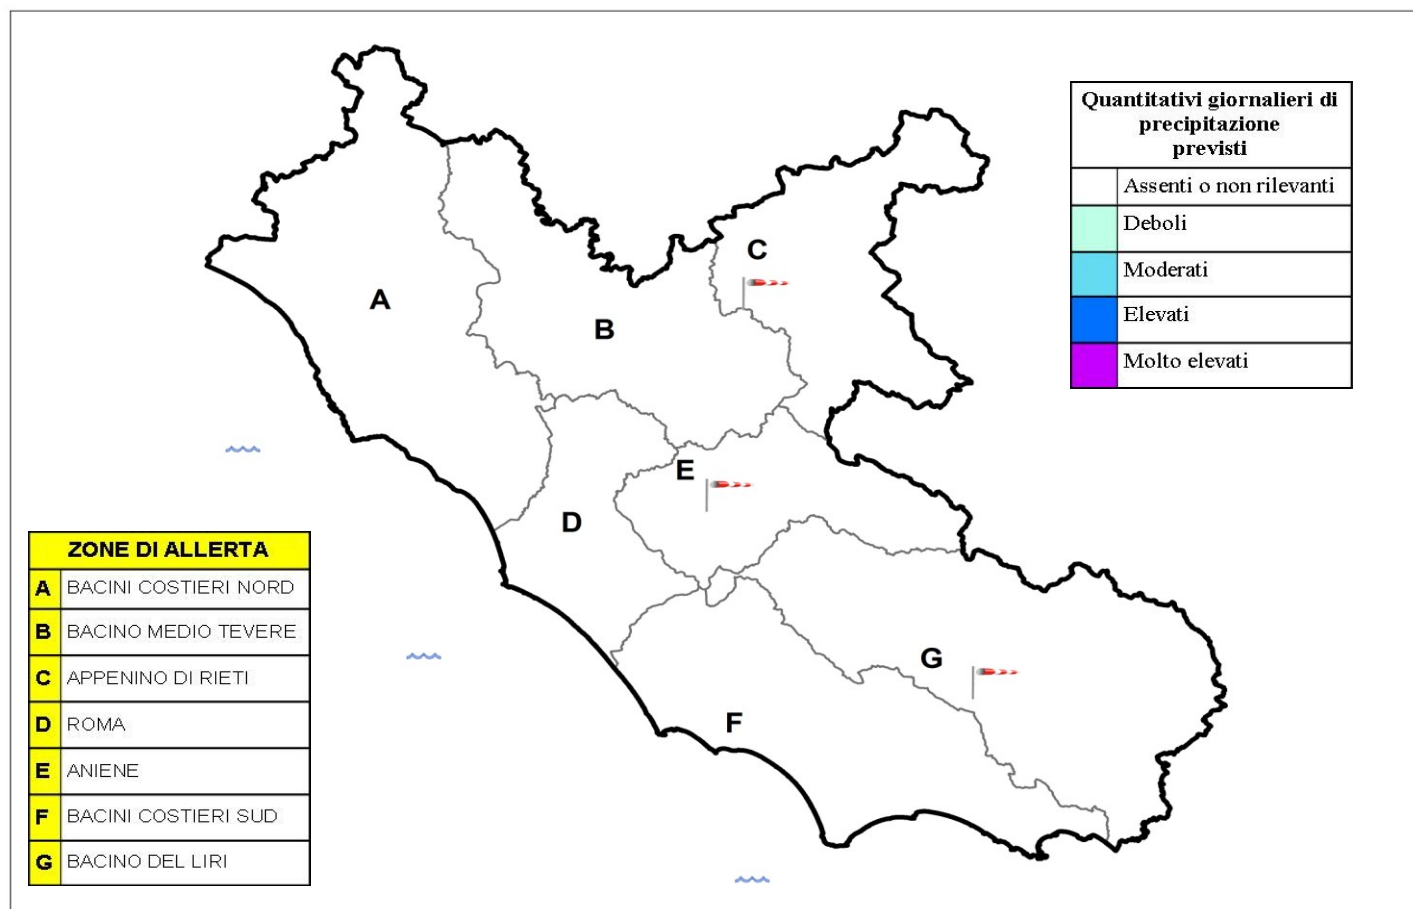 Quantitativi giornalieri di
precipitazione
previsti
Assenti o non rilevanti
Deboli
Moderati
Elevati
Molto elevati
C
A
B
E
D
G
F
ZONE DI ALLERTA
A BACINI COSTIERI NORD
B BACINO MEDIO TEVERE
C APPENINO DI RIETI
D ROMA
E ANIENE
F BACINI COSTIERI SUD
G BACINO DEL LIRI